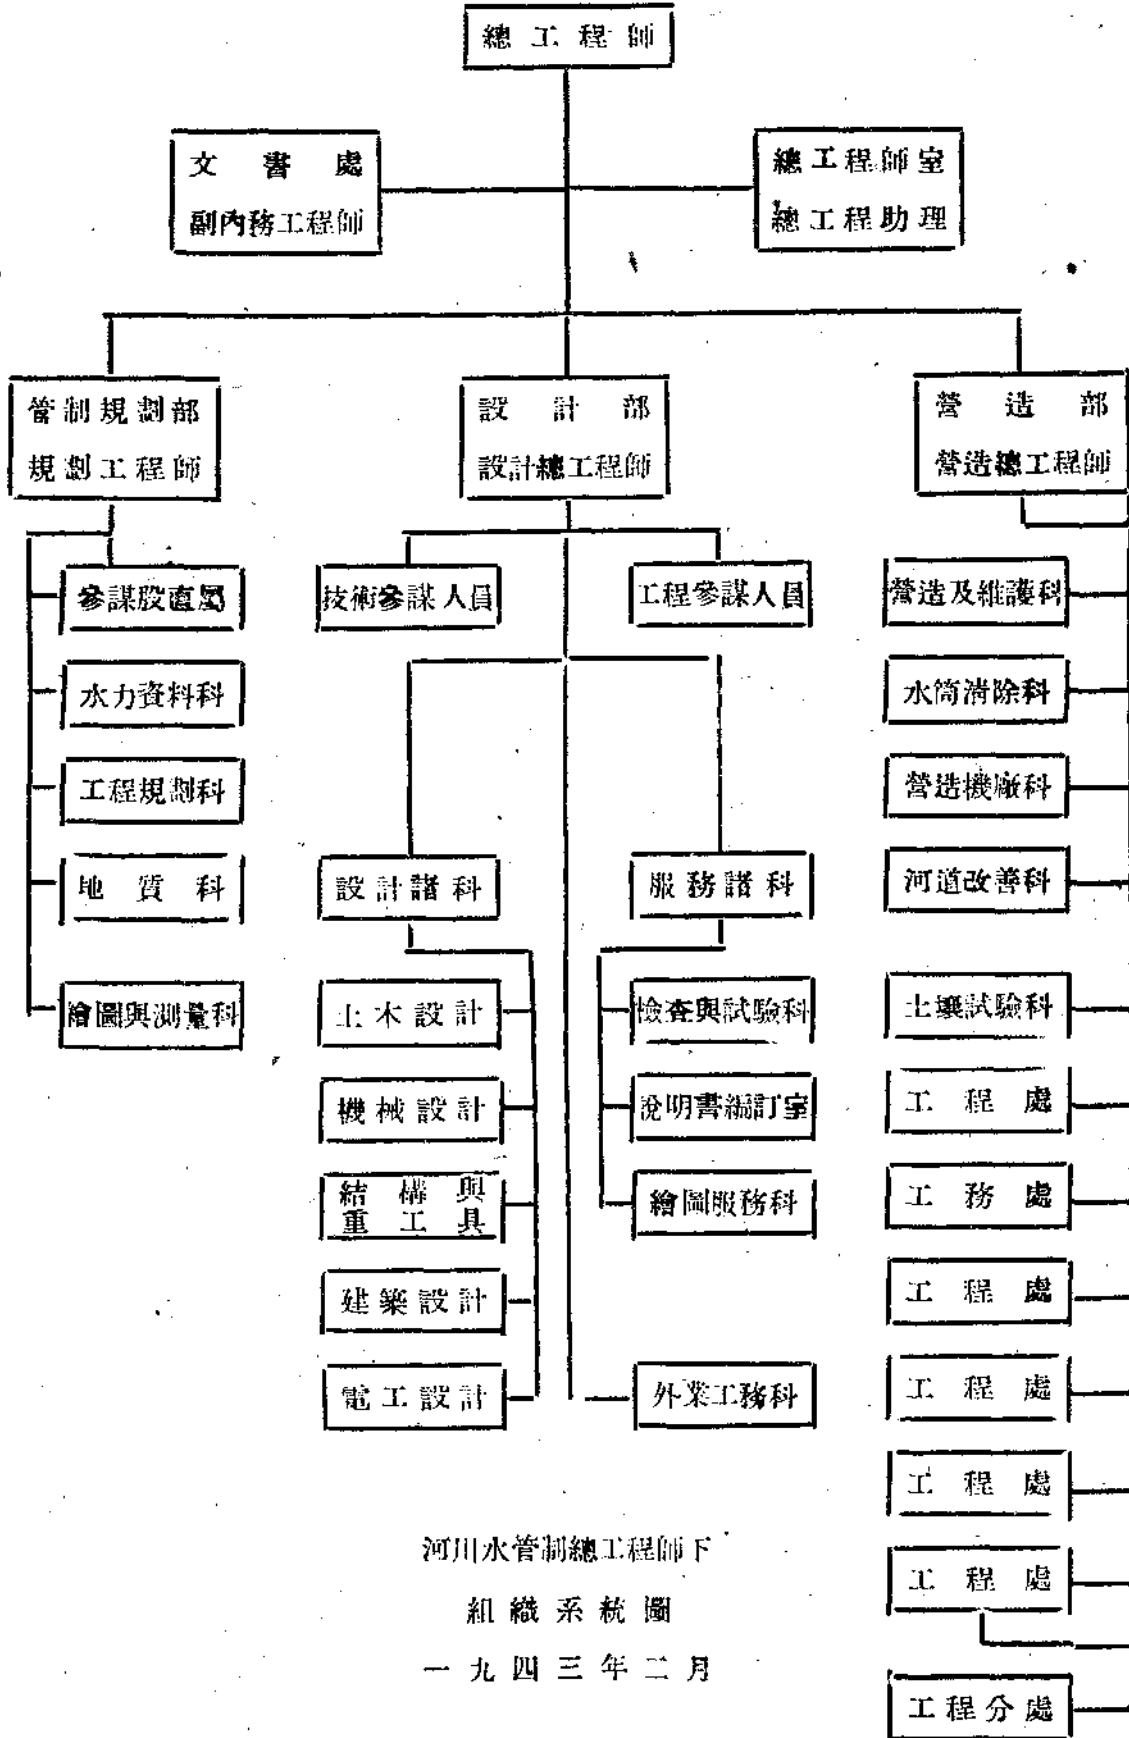 總工程師
文書處
副內務工程師
總工程師室
總工程助理
管制規劃部
規劃工程師
設計部
設計總工程師
營造部
營造總工程師
參謀股直屬
水力資料科
工程規劃科
地質科
繪圖與測量科
技術參謀人員
工程參謀人員
設計諸科
服務諸科
土木設計
機械設計
結構與
重工具
建築設計
電工設計
檢查與試驗科
說明書編訂室
繪圖服務科
外業工務科
營造及維護科
水筒清除科
營造機廠科
河道改善科
土壤試驗科
工程處
工務處
工程處
工程處
工程處
工程處
工程分處
河川水管制總工程師下
組織系統圖
一九四三年二月